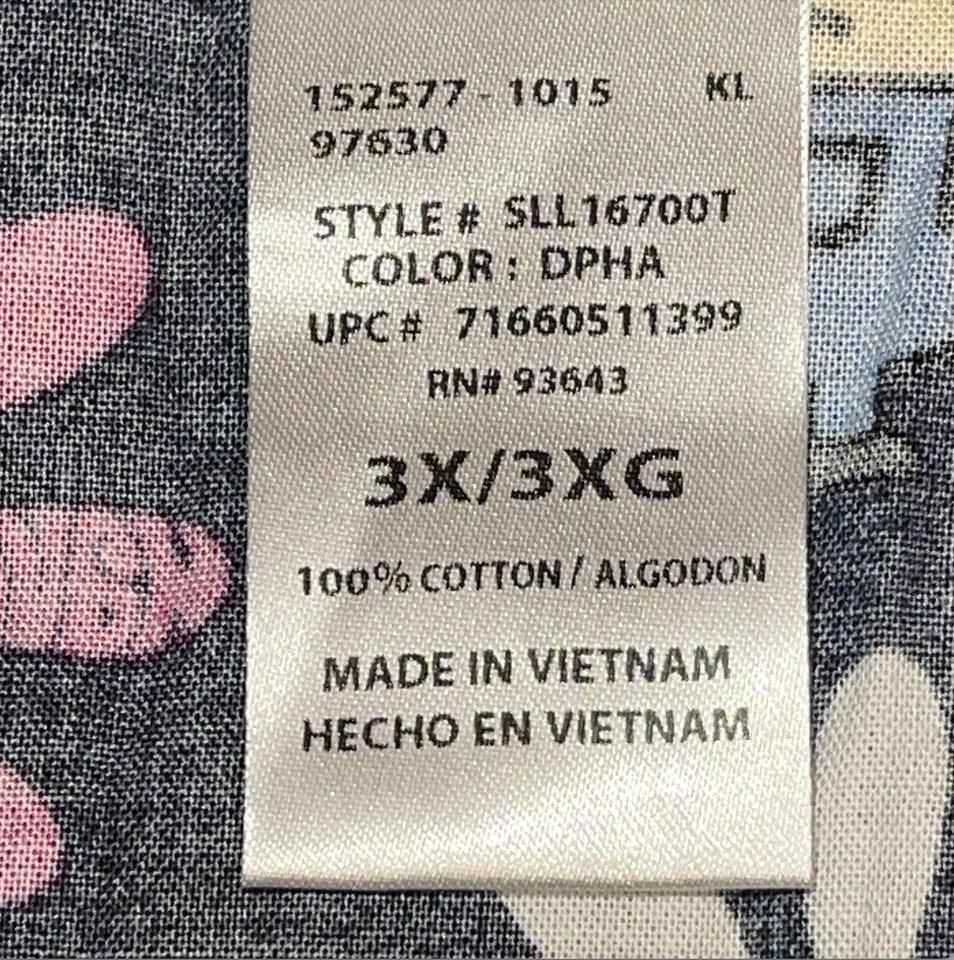 152577 - 1015 KL
97630
STYLE # SLL16700T
COLOR : DPHA
UPC # 71660511399
RN# 93643
3X/3XG
100% COTTON / ALGODON
MADE IN VIETNAM
HECHO EN VIETNAM